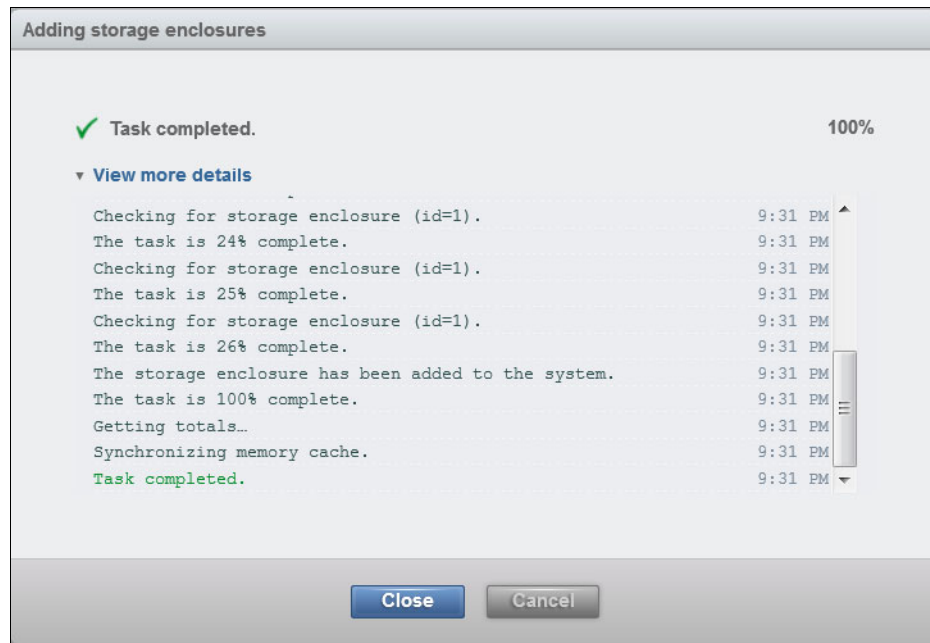 Adding storage enclosures
Task completed. 100%
View more details
Checking for storage enclosure (id=1). 9:31 PM
The task is 24% complete. 9:31 PM
Checking for storage enclosure (id=1). 9:31 PM
The task is 25% complete. 9:31 PM
Checking for storage enclosure (id=1). 9:31 PM
The task is 26% complete. 9:31 PM
The storage enclosure has been added to the system. 9:31 PM
The task is 100% complete. 9:31 PM
Getting totals… 9:31 PM
Synchronizing memory cache. 9:31 PM
Task completed. 9:31 PM
Close Cancel